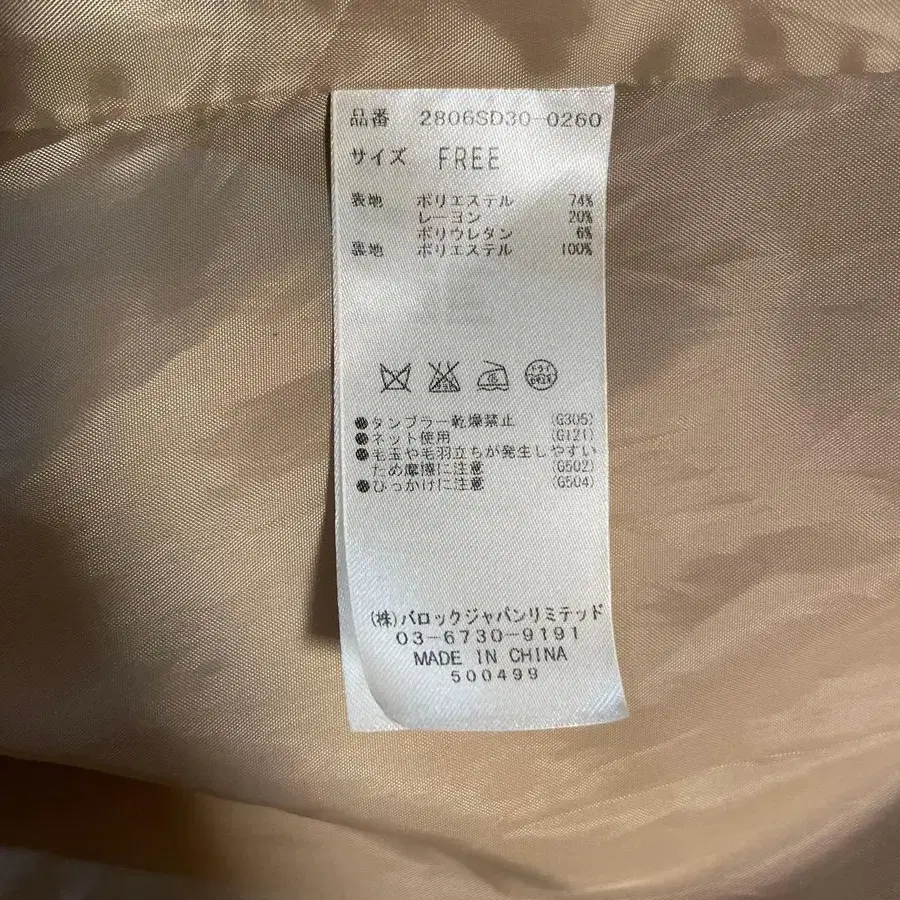 品番 2806SD30-0260
サイズ FREE
表地 ポリエステル 74%
レーヨン 20%
ポリウレタン 6%
裏地 ポリエステル 100%
●タンブラー乾燥禁止 (G305)
●ネット使用 (G121)
●毛玉や毛羽立ちが発生しやすい
ため摩擦に注意 (G502)
●ひっかけに注意 (G504)
(株)バロックジャパンリミテッド
03-6730-9191
MADE IN CHINA
500499